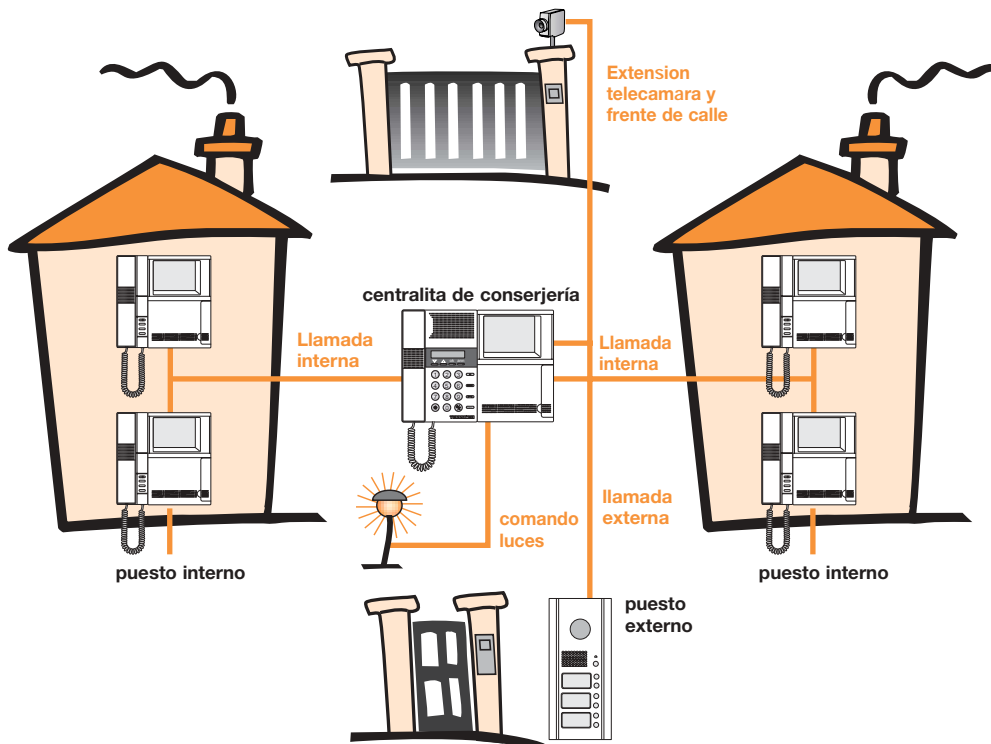 Extension
telecamara y
frente de calle
centralita de conserjería
Llamada
interna
Llamada
interna
comando
luces
llamada
externa
puesto interno
puesto interno
puesto
externo